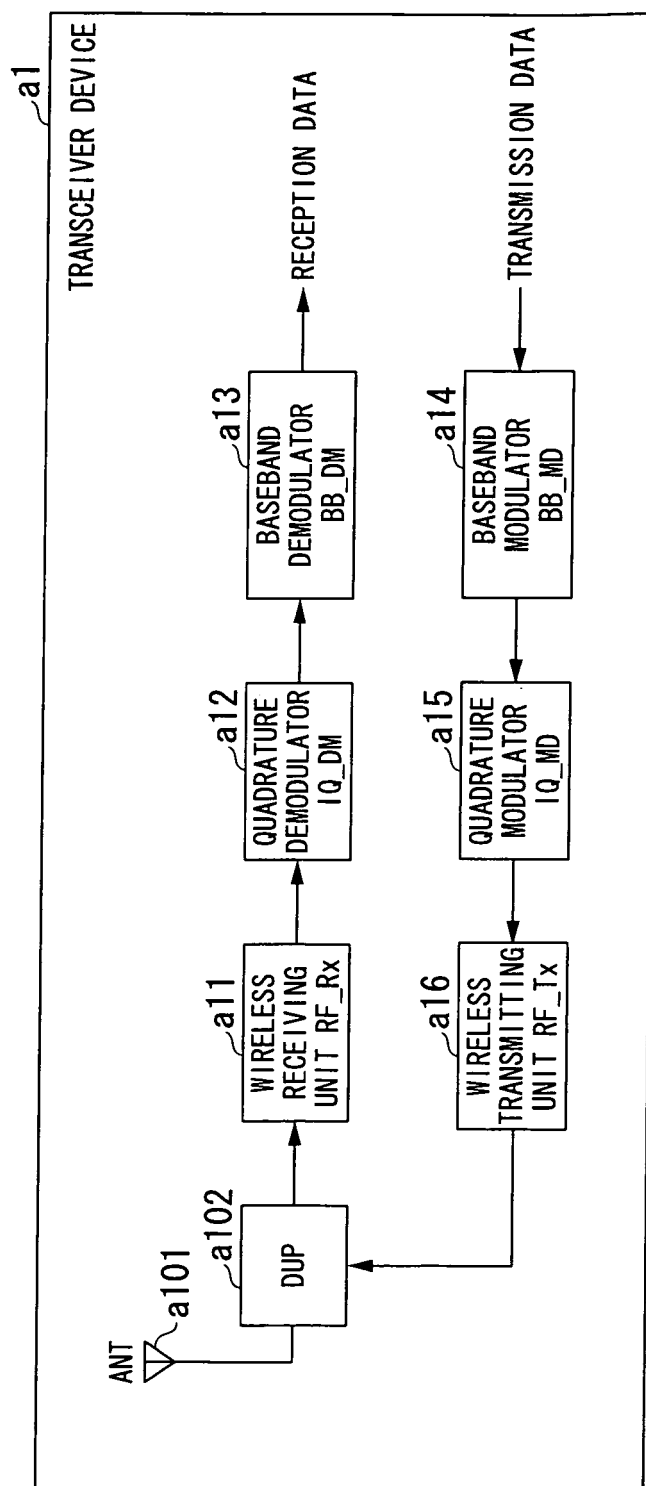 a1
TRANSCEIVER DEVICE
ANT
a101
a102
DUP
a11
WIRELESS
RECEIVING
UNIT RF_Rx
a12
QUADRATURE
DEMODULATOR
IQ_DM
a13
BASEBAND
DEMODULATOR
BB_DM
RECEPTION DATA
a16
WIRELESS
TRANSMITTING
UNIT RF_Tx
a15
QUADRATURE
MODULATOR
IQ_MD
a14
BASEBAND
MODULATOR
BB_MD
TRANSMISSION DATA